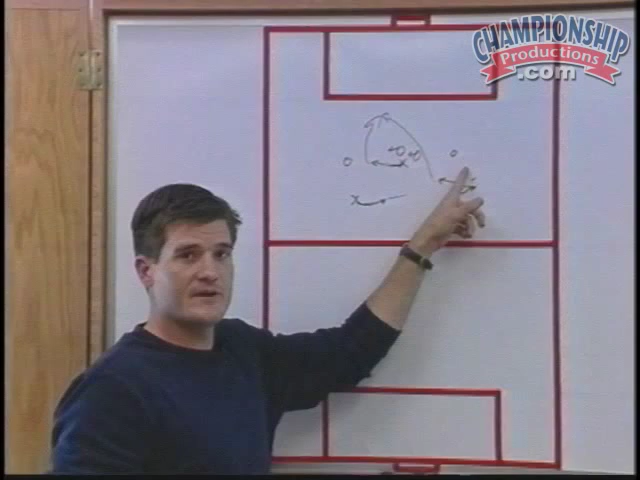 CHAMPIONSHIP
Productions
.com
O O O O
X X